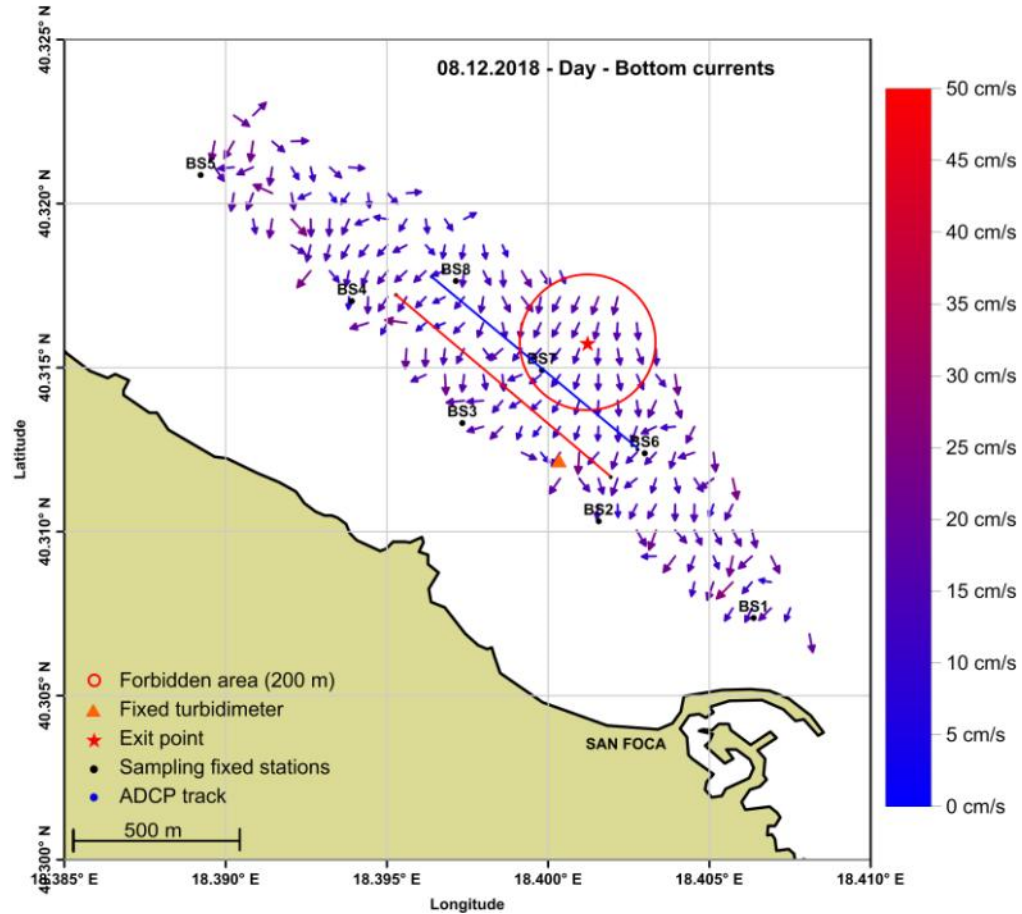 08.12.2018 - Day - Bottom currents
40.325° N
40.320° N
40.315° N
40.310° N
40.305° N
40.300° N
Latitude
BS5
BS8
BS4
BS7
BS3
BS6
BS2
BS1
SAN FOCA
Forbidden area (200 m)
Fixed turbidimeter
Exit point
Sampling fixed stations
ADCP track
500 m
18.385° E
18.390° E
18.395° E
18.400° E
18.405° E
18.410° E
Longitude
50 cm/s
45 cm/s
40 cm/s
35 cm/s
30 cm/s
25 cm/s
20 cm/s
15 cm/s
10 cm/s
5 cm/s
0 cm/s